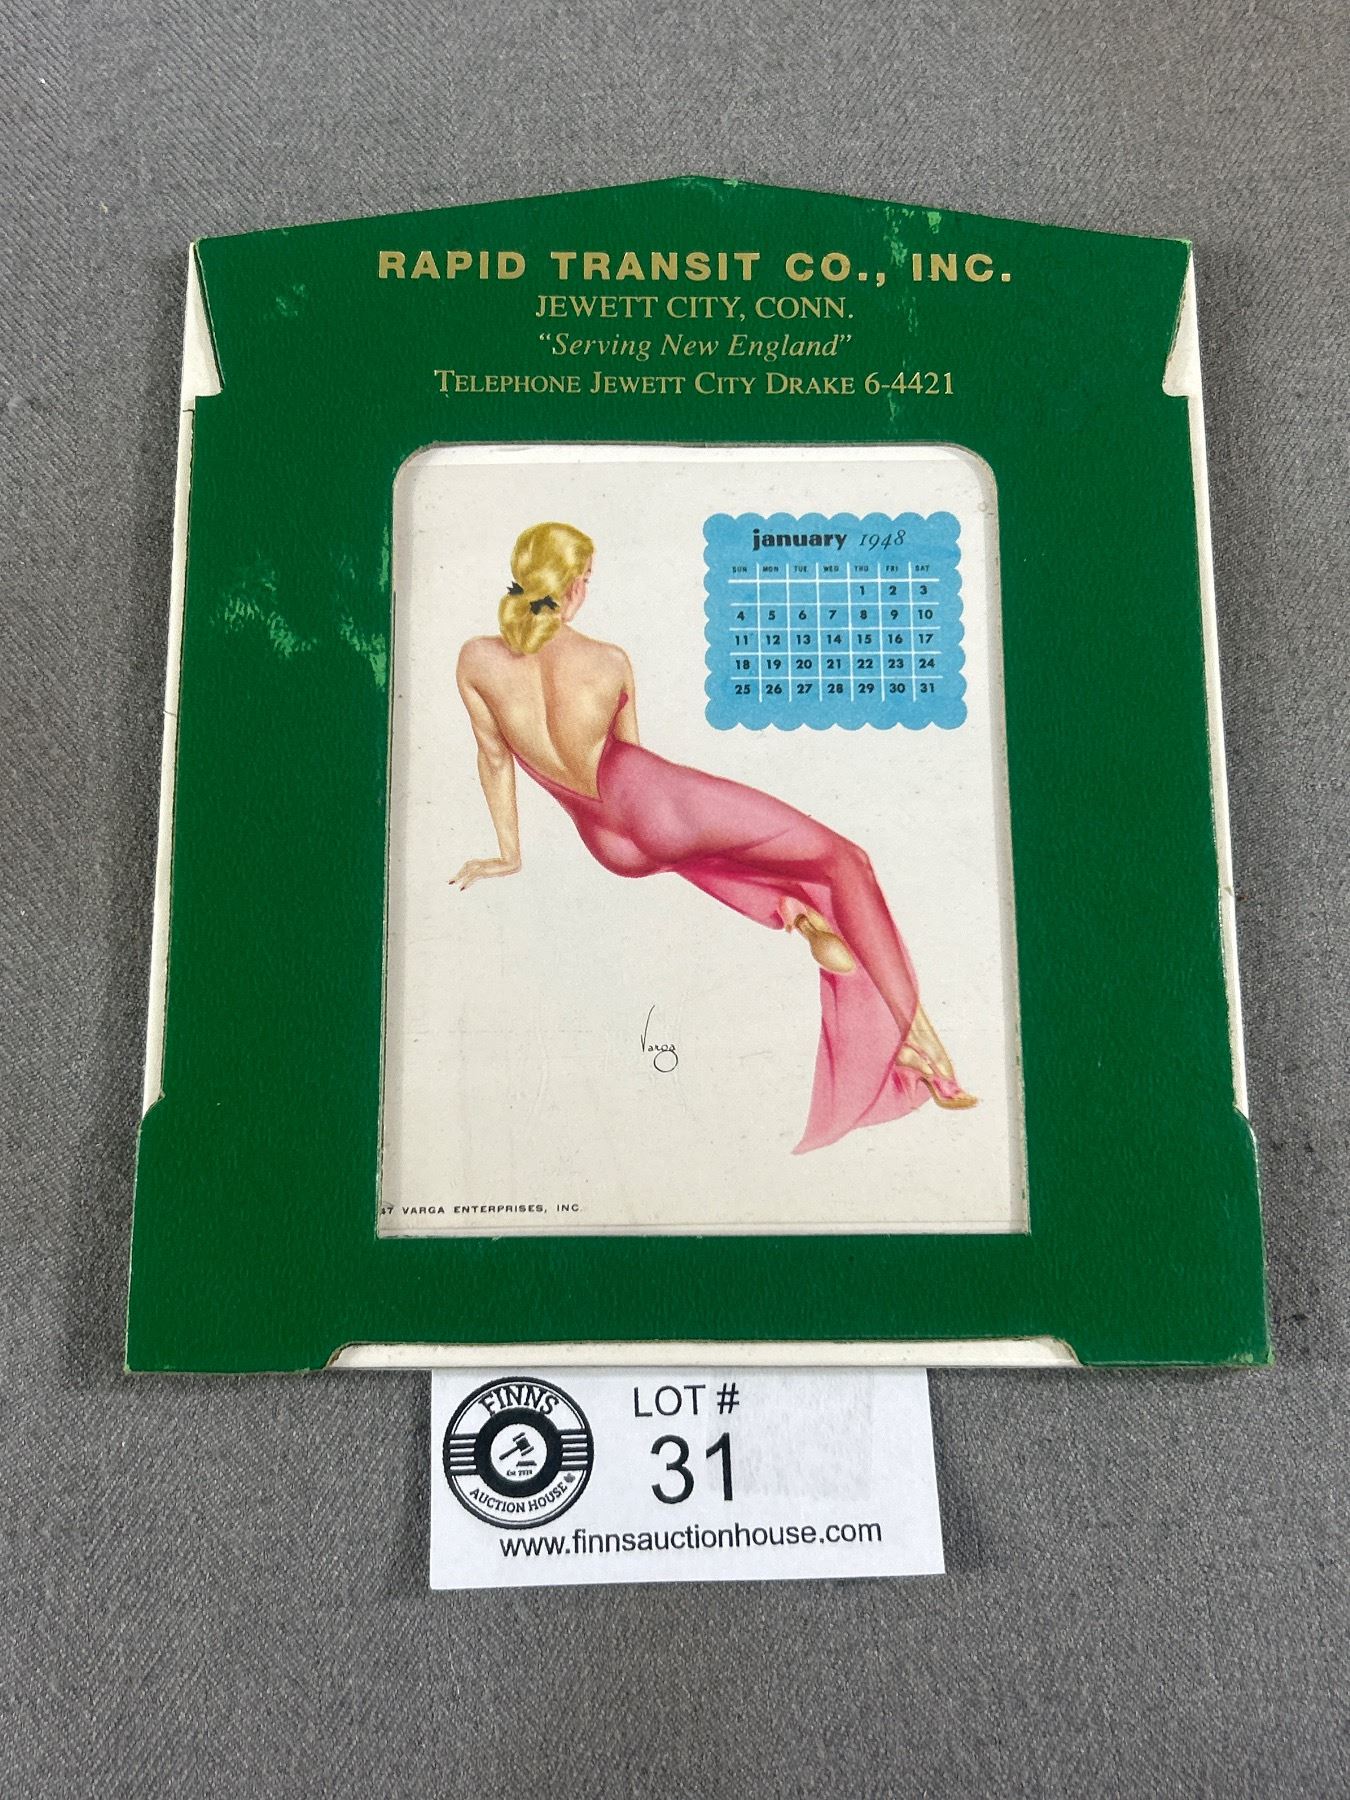 RAPID TRANSIT CO., INC.
JEWETT CITY, CONN.
“Serving New England”
TELEPHONE JEWETT CITY DRAKE 6-4421
january 1948
SUN MON TUE WED THU FRI SAT
1 2 3
4 5 6 7 8 9 10
11 12 13 14 15 16 17
18 19 20 21 22 23 24
25 26 27 28 29 30 31
Varga
47 VARGA ENTERPRISES, INC
FINNS
AUCTION HOUSE
LOT #
31
www.finnsauctionhouse.com